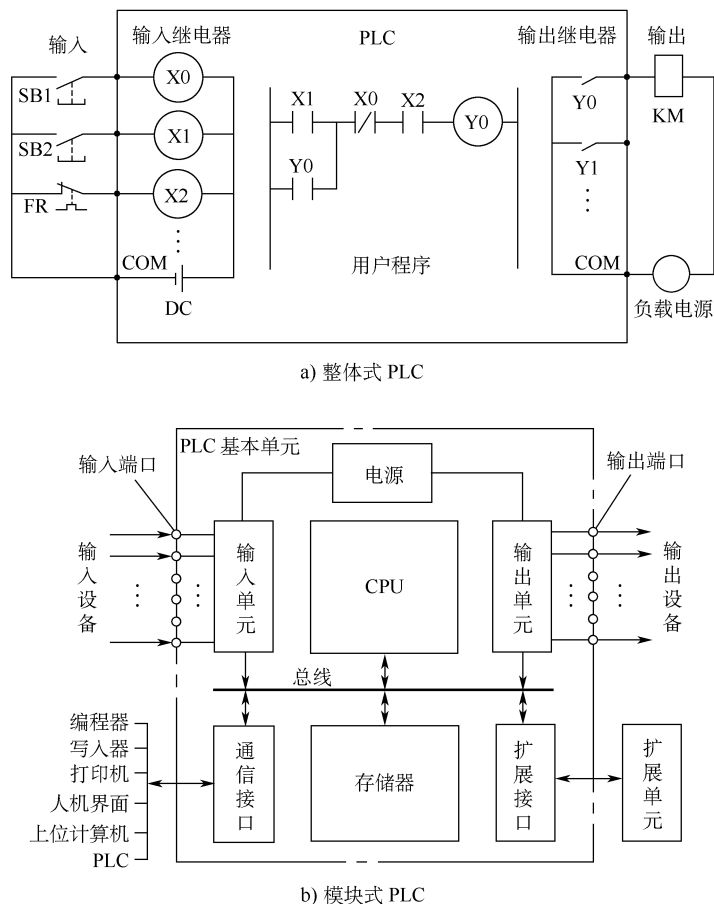 输入
输入继电器
PLC
输出继电器
输出
SB1
X0
X1
X0
X2
Y0
Y0
KM
SB2
X1
Y0
Y1
FR
X2
COM
DC
用户程序
COM
负载电源
a) 整体式 PLC
PLC 基本单元
输入端口
电源
输出端口
输入设备
输入单元
CPU
输出单元
输出设备
总线
编程器
写入器
打印机
人机界面
上位计算机
PLC
通信接口
存储器
扩展接口
扩展单元
b) 模块式 PLC